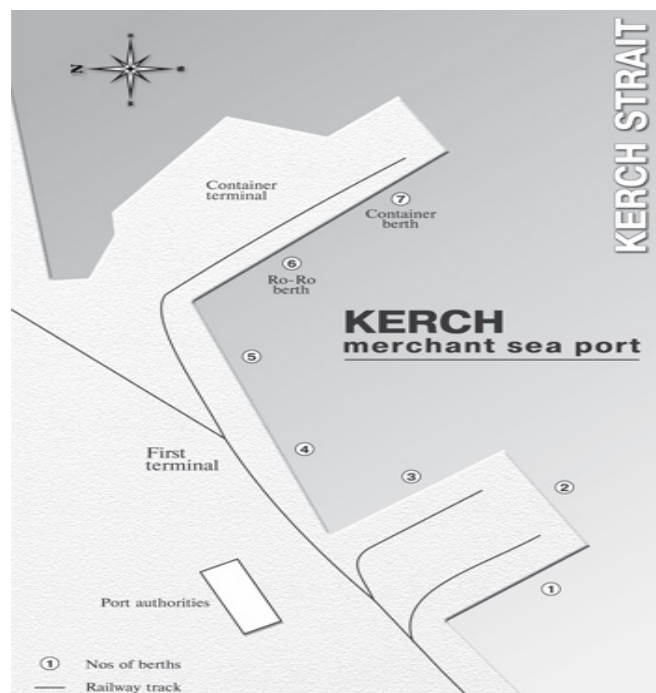 N
KERCH STRAIT
Container
terminal
7
Container
berth
6
Ro-Ro
berth
KERCH
merchant sea port
5
4
First
terminal
3
2
Port authorities
1
1 Nos of berths
Railway track